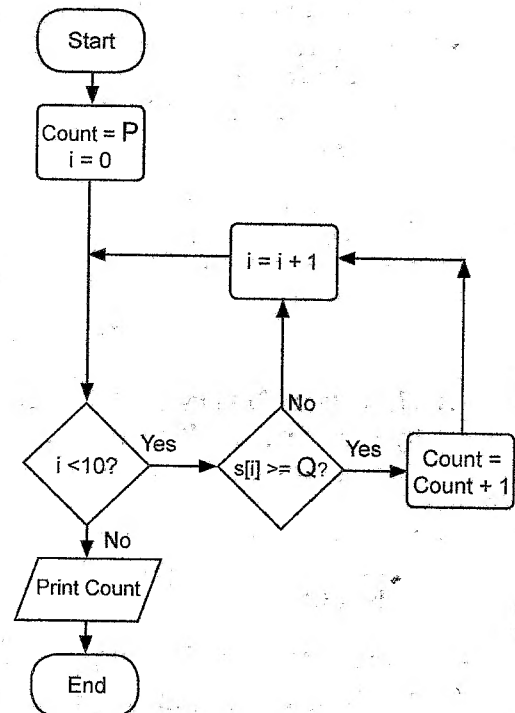 Start
Count = P
i = 0
i = i + 1
No
i <10?
Yes
s[i] >= Q?
Yes
Count =
Count + 1
No
Print Count
End